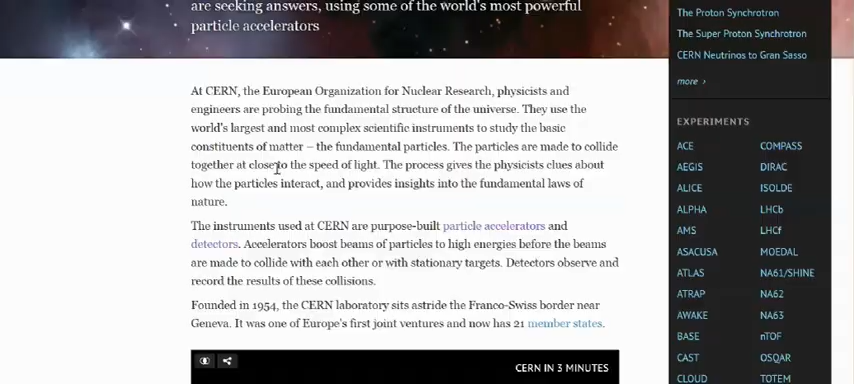 are seeking answers, using some of the world's most powerful
particle accelerators
At CERN, the European Organization for Nuclear Research, physicists and
engineers are probing the fundamental structure of the universe. They use the
world's largest and most complex scientific instruments to study the basic
constituents of matter – the fundamental particles. The particles are made to collide
together at close to the speed of light. The process gives the physicists clues about
how the particles interact, and provides insights into the fundamental laws of
nature.
The instruments used at CERN are purpose-built particle accelerators and
detectors. Accelerators boost beams of particles to high energies before the beams
are made to collide with each other or with stationary targets. Detectors observe and
record the results of these collisions.
Founded in 1954, the CERN laboratory sits astride the Franco-Swiss border near
Geneva. It was one of Europe's first joint ventures and now has 21 member states.
CERN IN 3 MINUTES
The Proton Synchrotron
The Super Proton Synchrotron
CERN Neutrinos to Gran Sasso
more ›
EXPERIMENTS
ACE COMPASS
AEGIS DIRAC
ALICE ISOLDE
ALPHA LHCb
AMS LHCf
ASACUSA MOEDAL
ATLAS NA61/SHINE
ATRAP NA62
AWAKE NA63
BASE nTOF
CAST OSQAR
CLOUD TOTEM